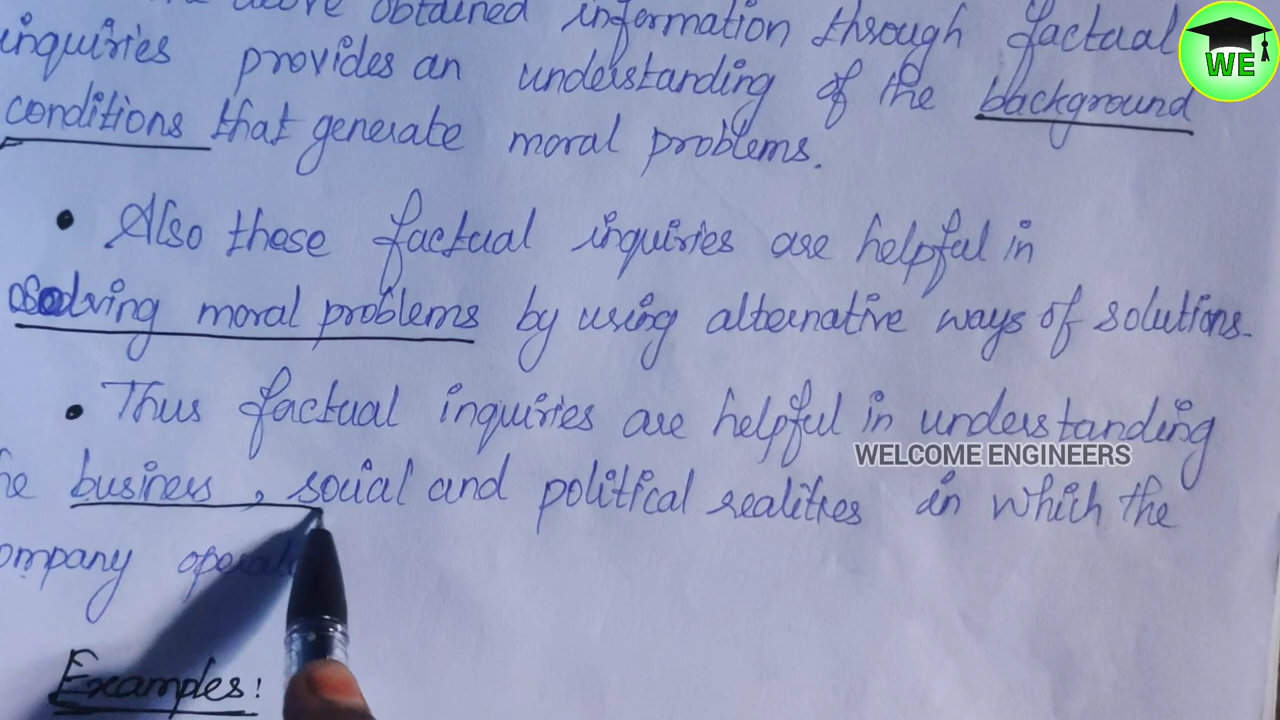 above obtained information through factual
inquiries provides an understanding of the background
conditions that generate moral problems.
• Also these factual inquiries are helpful in
solving moral problems by using alternative ways of solutions.
• Thus factual inquiries are helpful in understanding
business, social and political realities in which the
Examples:
WE
WELCOME ENGINEERS